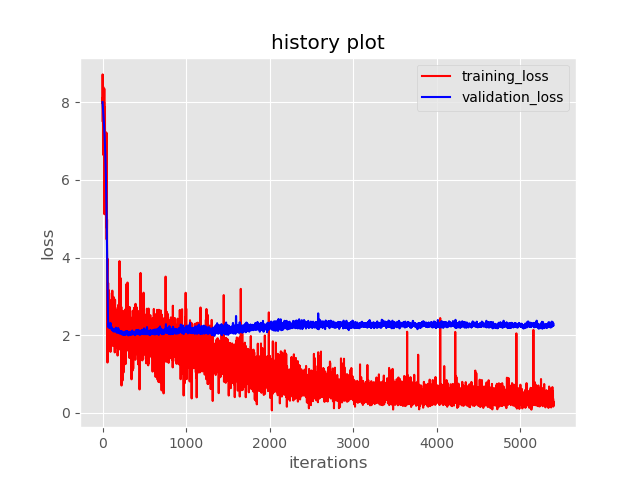 history plot
training_loss
validation_loss
loss
8
6
4
2
0
0 1000 2000 3000 4000 5000
iterations